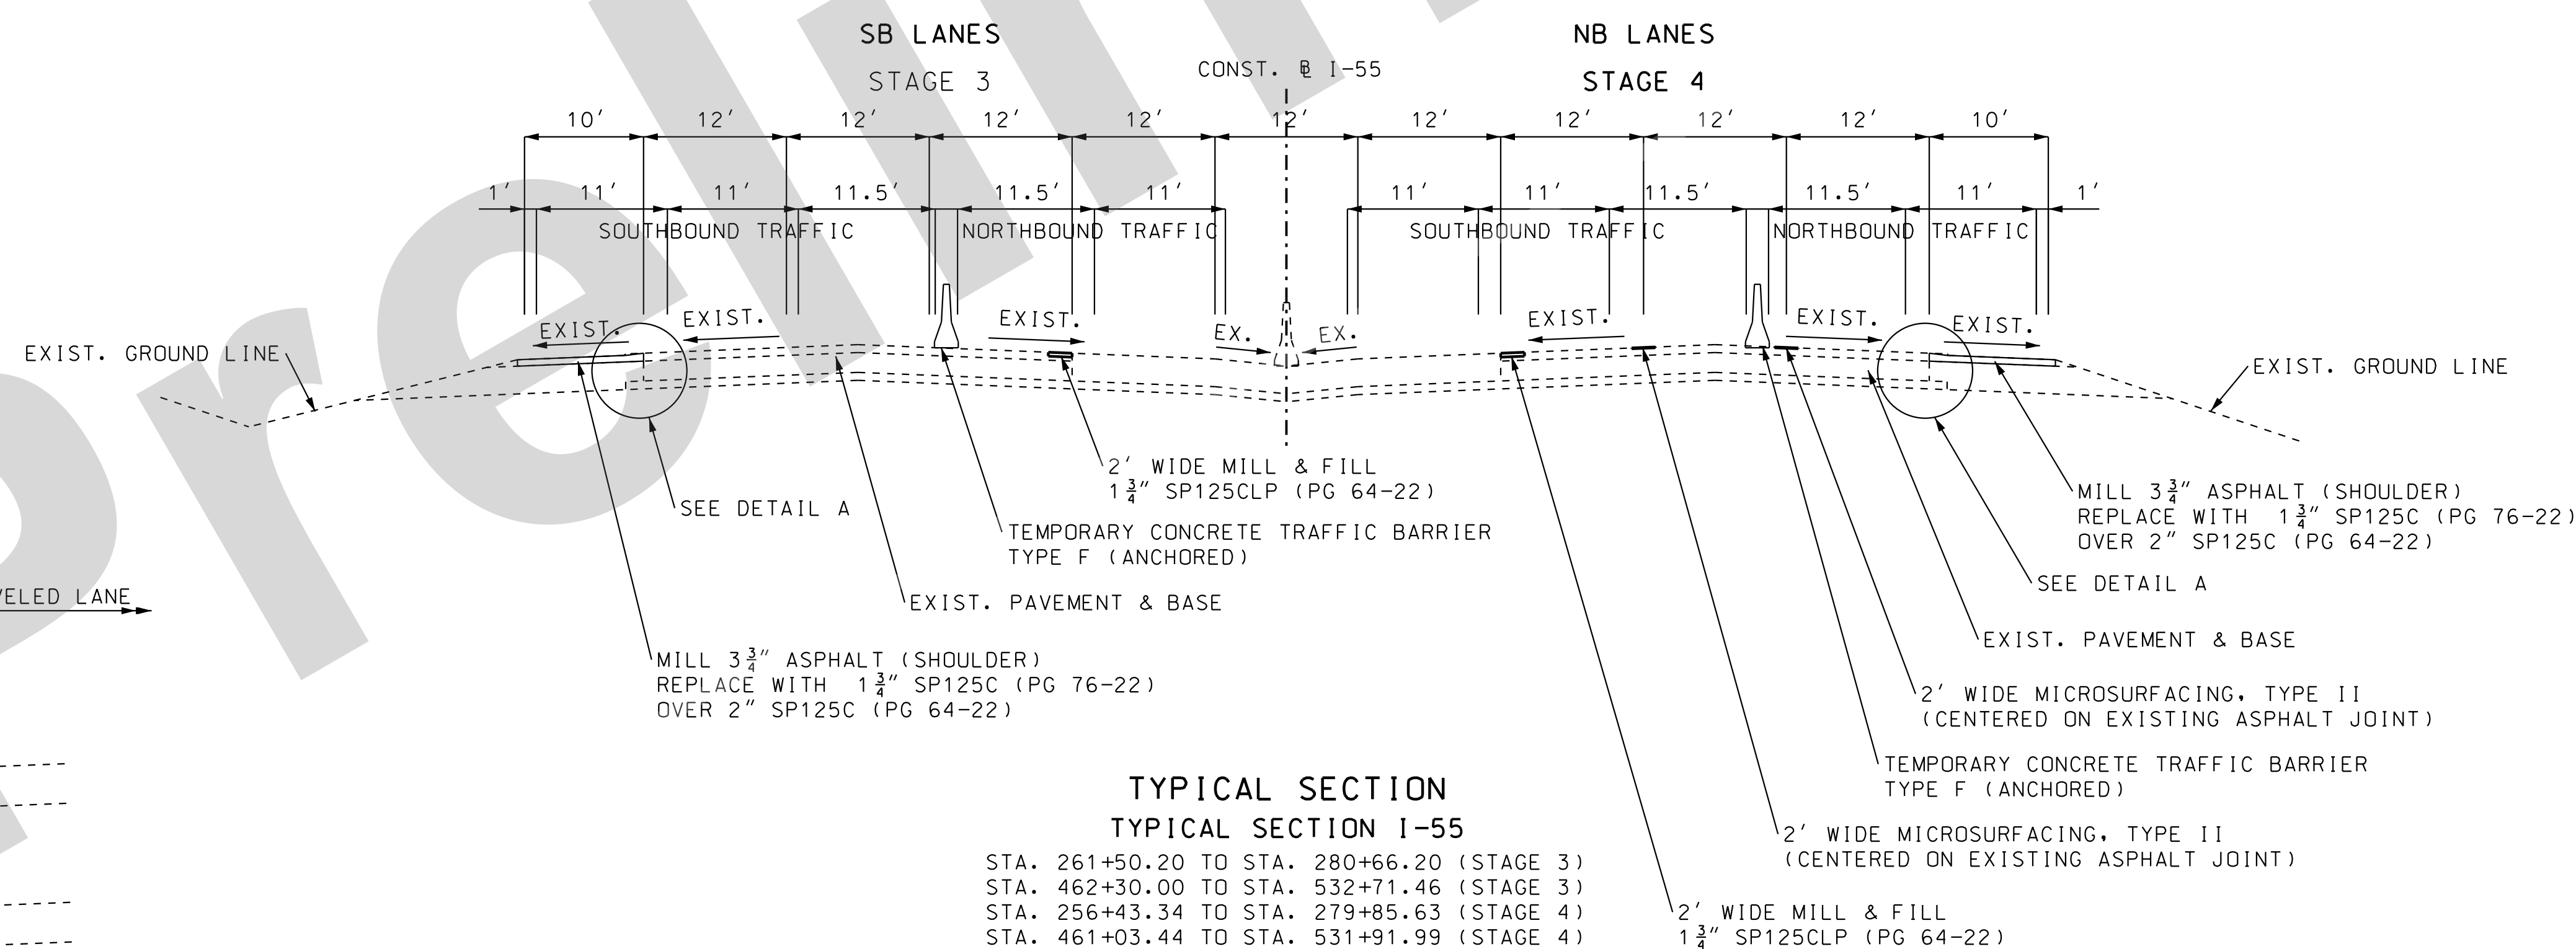 Prelim
SB LANES
STAGE 3
NB LANES
STAGE 4
CONST. ℄ I-55
10' 12' 12' 12' 12' 12' 12' 12' 12' 12' 10'
1' 11' 11' 11.5' 11.5' 11' 11' 11' 11.5' 11.5' 11' 1'
SOUTHBOUND TRAFFIC NORTHBOUND TRAFFIC SOUTHBOUND TRAFFIC NORTHBOUND TRAFFIC
EXIST. EXIST. EXIST. EX. EX. EXIST. EXIST. EXIST.
EXIST. GROUND LINE
EXIST. GROUND LINE
2' WIDE MILL & FILL
1 3/4" SP125CLP (PG 64-22)
SEE DETAIL A
TEMPORARY CONCRETE TRAFFIC BARRIER
TYPE F (ANCHORED)
EXIST. PAVEMENT & BASE
VELED LANE
MILL 3 3/4" ASPHALT (SHOULDER)
REPLACE WITH 1 3/4" SP125C (PG 76-22)
OVER 2" SP125C (PG 64-22)
MILL 3 3/4" ASPHALT (SHOULDER)
REPLACE WITH 1 3/4" SP125C (PG 76-22)
OVER 2" SP125C (PG 64-22)
SEE DETAIL A
EXIST. PAVEMENT & BASE
2' WIDE MICROSURFACING, TYPE II
(CENTERED ON EXISTING ASPHALT JOINT)
TEMPORARY CONCRETE TRAFFIC BARRIER
TYPE F (ANCHORED)
2' WIDE MICROSURFACING, TYPE II
(CENTERED ON EXISTING ASPHALT JOINT)
2' WIDE MILL & FILL
1 3/4" SP125CLP (PG 64-22)
TYPICAL SECTION
TYPICAL SECTION I-55
STA. 261+50.20 TO STA. 280+66.20 (STAGE 3)
STA. 462+30.00 TO STA. 532+71.46 (STAGE 3)
STA. 256+43.34 TO STA. 279+85.63 (STAGE 4)
STA. 461+03.44 TO STA. 531+91.99 (STAGE 4)